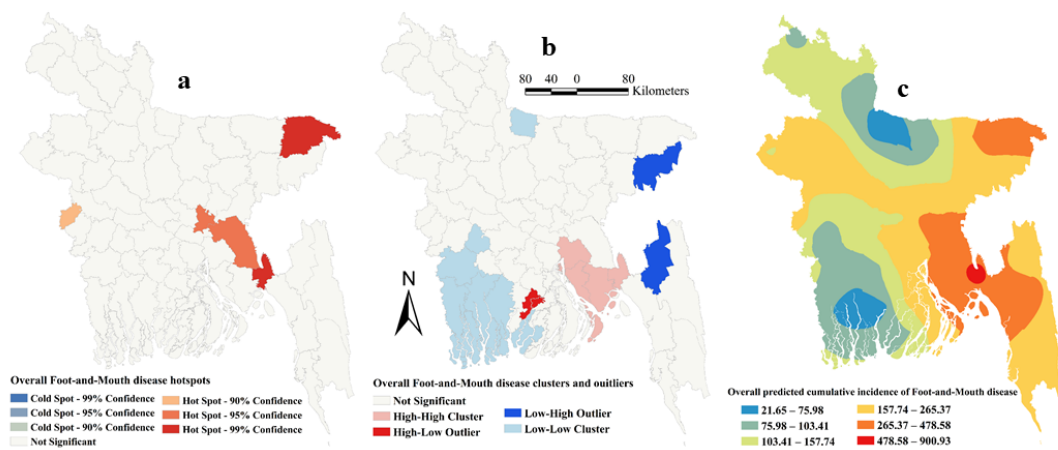 a
b
80 40 0 80
Kilometers
c
N
Overall Foot-and-Mouth disease hotspots
Cold Spot - 99% Confidence
Cold Spot - 95% Confidence
Cold Spot - 90% Confidence
Not Significant
Hot Spot - 90% Confidence
Hot Spot - 95% Confidence
Hot Spot - 99% Confidence
Overall Foot-and-Mouth disease clusters and ouitliers
Not Significant
High-High Cluster
High-Low Outlier
Low-High Outlier
Low-Low Cluster
Overall predicted cumulative incidence of Foot-and-Mouth disease
21.65 – 75.98
75.98 – 103.41
103.41 – 157.74
157.74 – 265.37
265.37 – 478.58
478.58 – 900.93